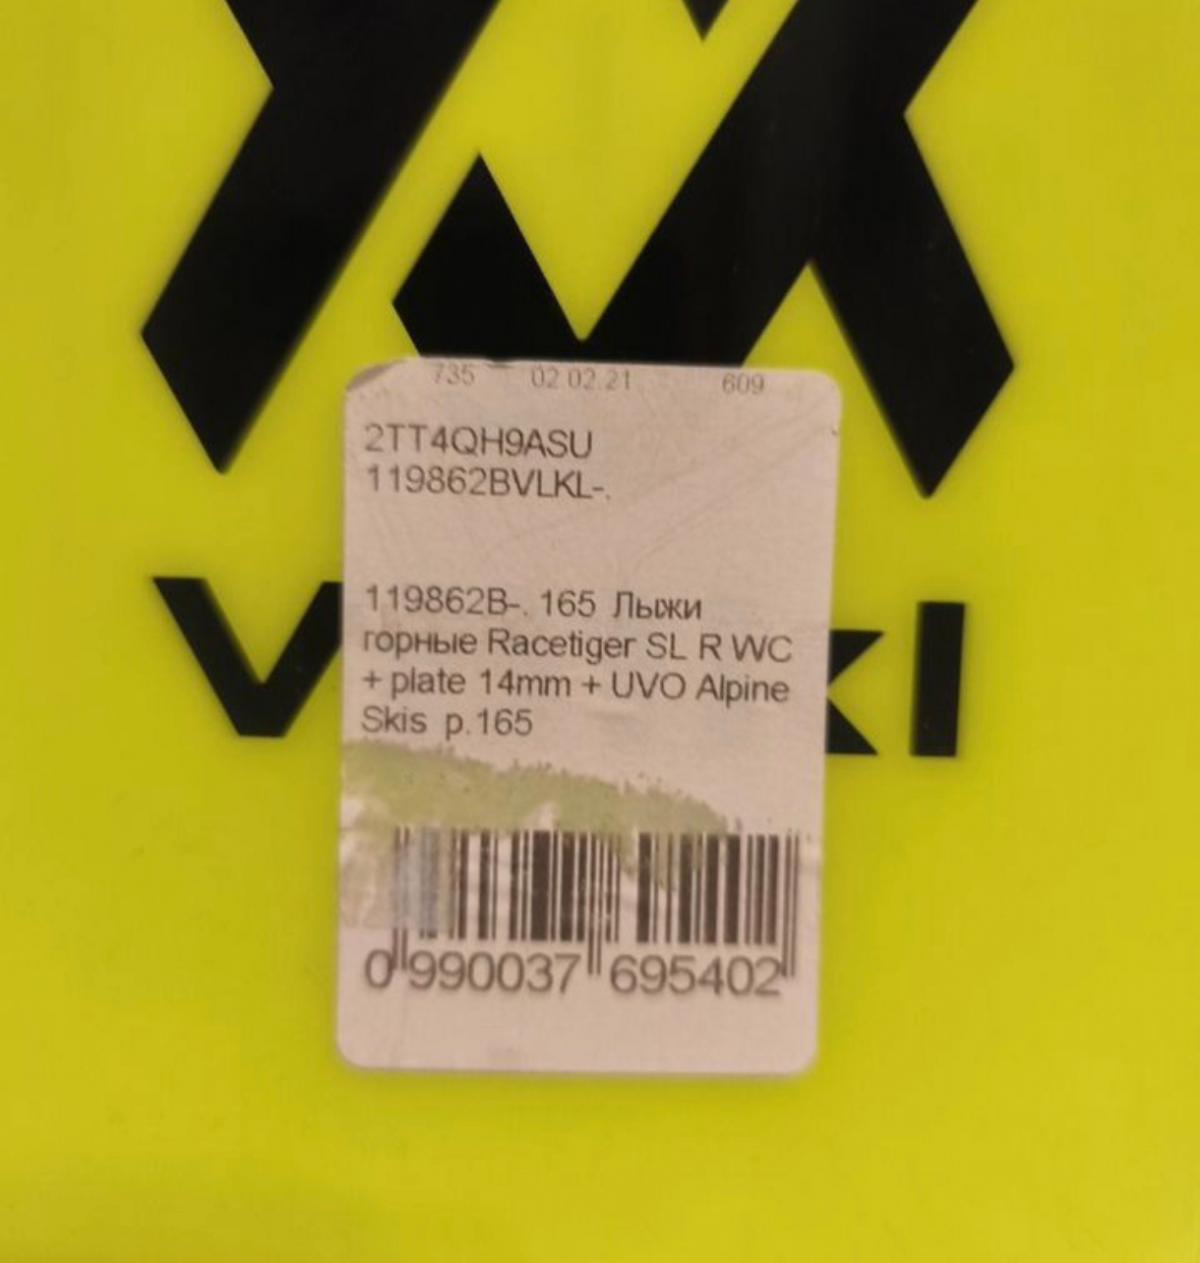 735 02 02.21 609
2TT4QH9ASU
119862BVLKL-.
119862B-. 165 Лыжи
горные Racetiger SL R WC
+ plate 14mm + UVO Alpine
Skis р.165
0 990037 695402